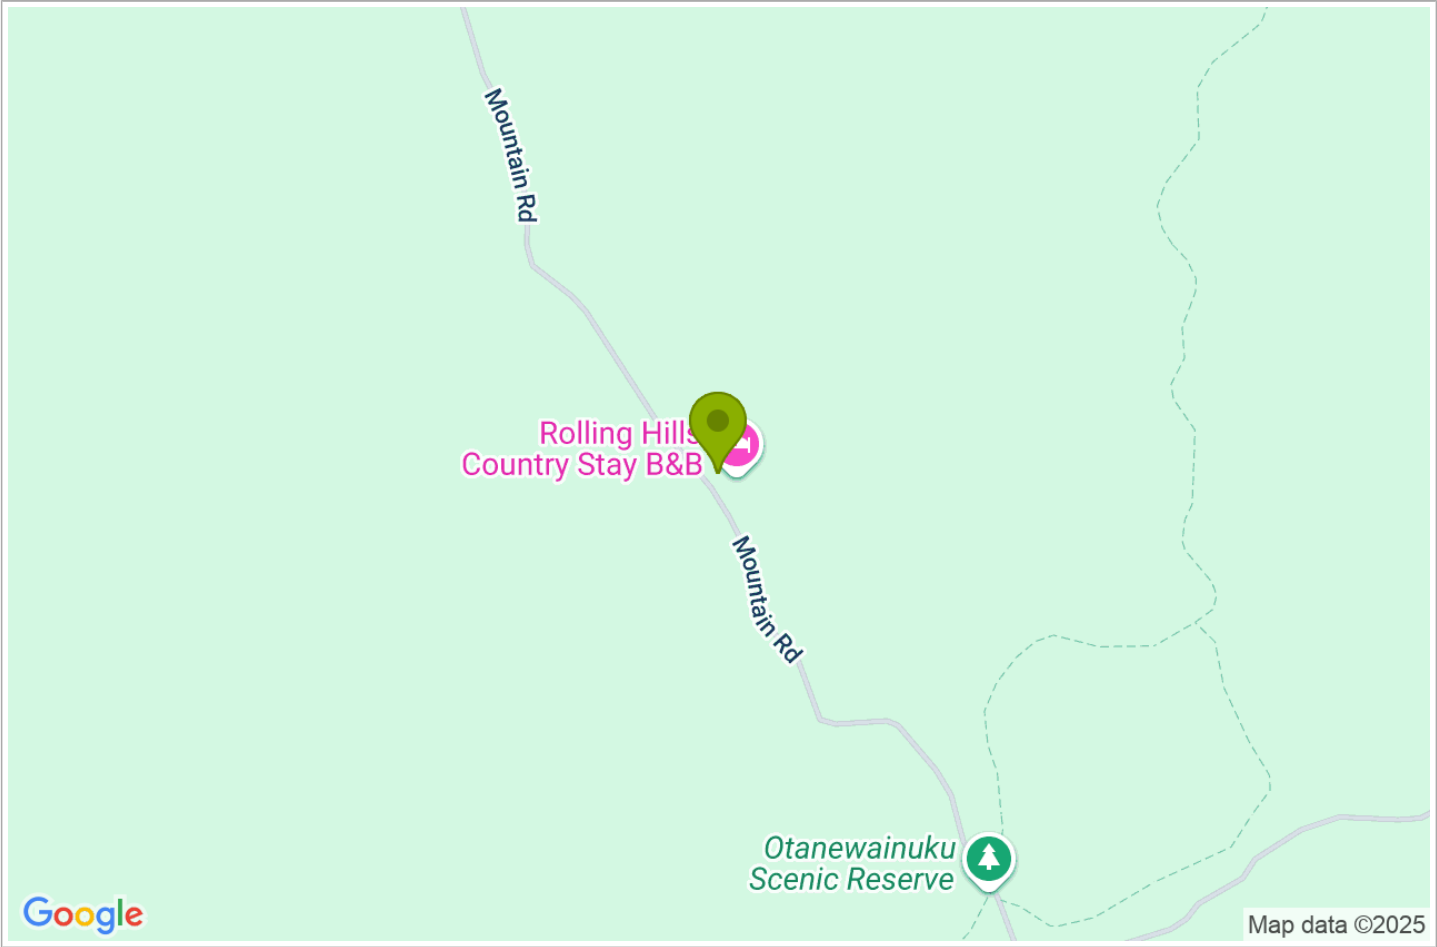 Mountain Rd
Rolling Hills
Country Stay B&B
Mountain Rd
Otanewainuku
Scenic Reserve
Google
Map data ©2025